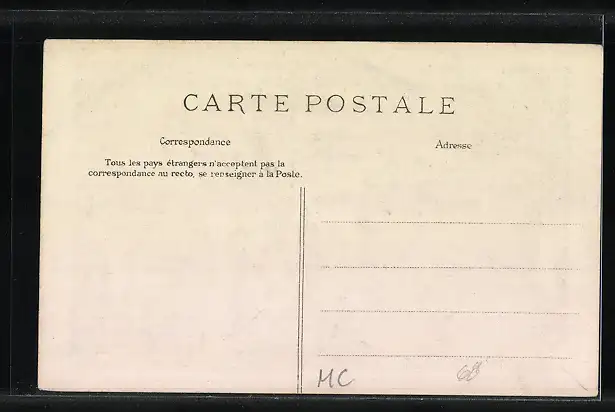 CARTE POSTALE
Correspondance
Adresse
Tous les pays étrangers n'acceptent pas la
correspondance au recto, se renseigner à la Poste.
MC
68